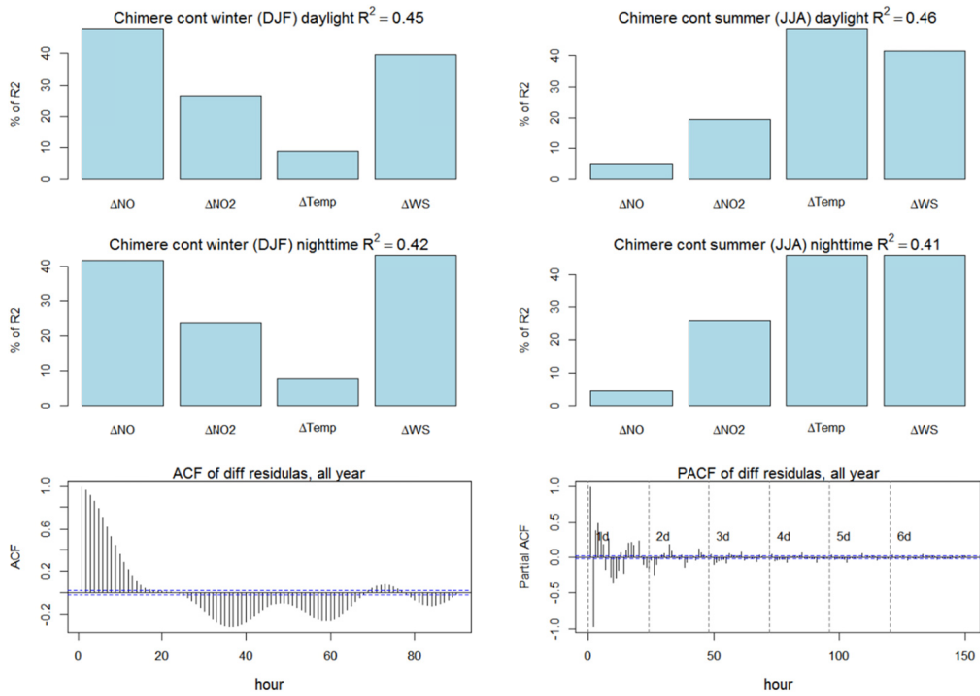 Chimere cont winter (DJF) daylight R² = 0.45
% of R2
0 10 20 30 40
ΔNO ΔNO2 ΔTemp ΔWS
Chimere cont summer (JJA) daylight R² = 0.46
% of R2
0 10 20 30 40
ΔNO ΔNO2 ΔTemp ΔWS
Chimere cont winter (DJF) nighttime R² = 0.42
% of R2
0 10 20 30 40
ΔNO ΔNO2 ΔTemp ΔWS
Chimere cont summer (JJA) nighttime R² = 0.41
% of R2
0 10 20 30 40
ΔNO ΔNO2 ΔTemp ΔWS
ACF of diff residulas, all year
ACF
-0.2 0.2 0.6 1.0
0 20 40 60 80
hour
PACF of diff residulas, all year
Partial ACF
-1.0 -0.5 0.0 0.5 1.0
1d 2d 3d 4d 5d 6d
0 50 100 150
hour